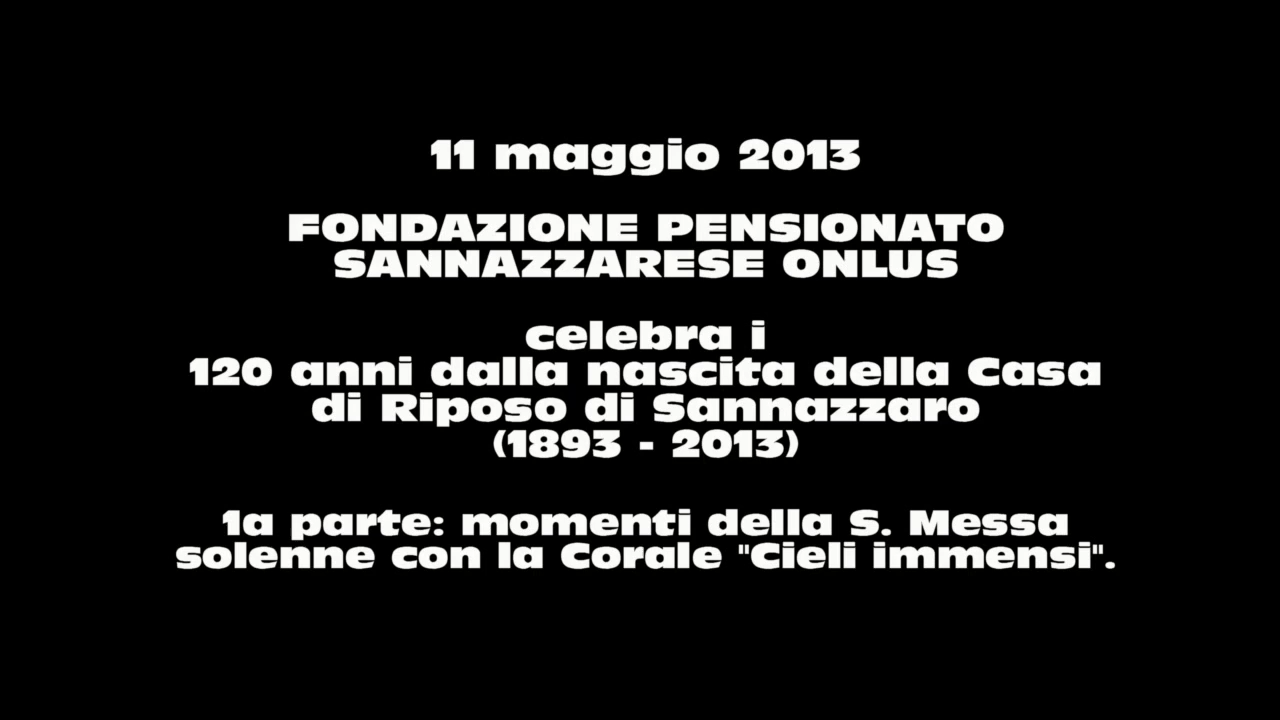 11 maggio 2013
FONDAZIONE PENSIONATO
SANNAZZARESE ONLUS
celebra i
120 anni dalla nascita della Casa
di Riposo di Sannazzaro
(1893 - 2013)
1a parte: momenti della S. Messa
solenne con la Corale "Cieli immensi".